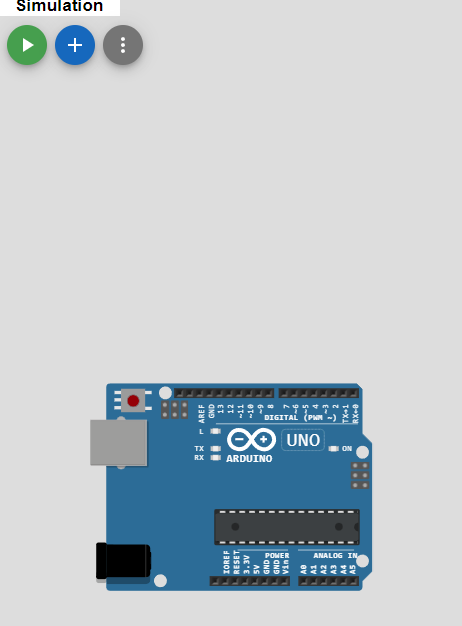 Simulation
AREF
GND
13
12
~11
~10
~9
8
7
~6
~5
4
~3
2
TX→1
RX←0
DIGITAL (PWM ~)
L
UNO
TX
RX
ON
ARDUINO
POWER
ANALOG IN
IOREF
RESET
3.3V
5V
GND
GND
Vin
A0
A1
A2
A3
A4
A5